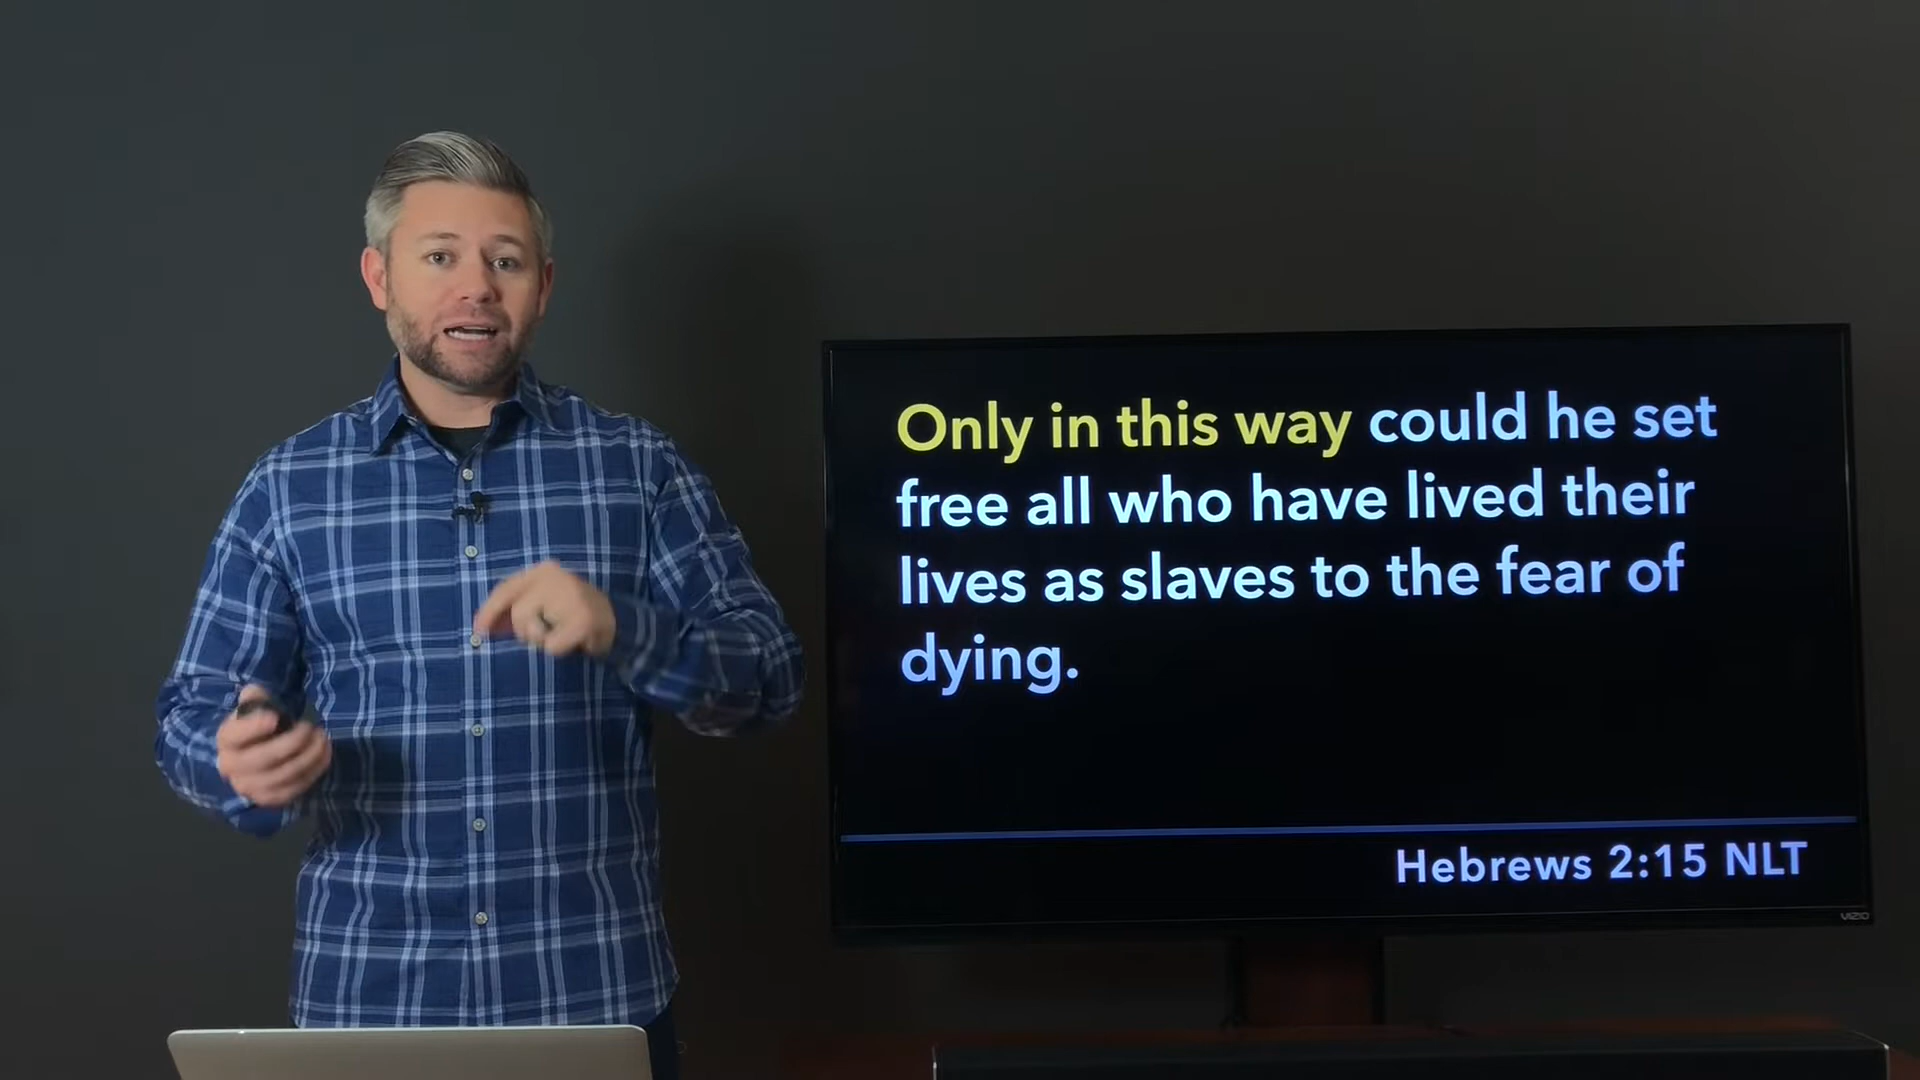 Only in this way could he set
free all who have lived their
lives as slaves to the fear of
dying.
Hebrews 2:15 NLT
VIZIO